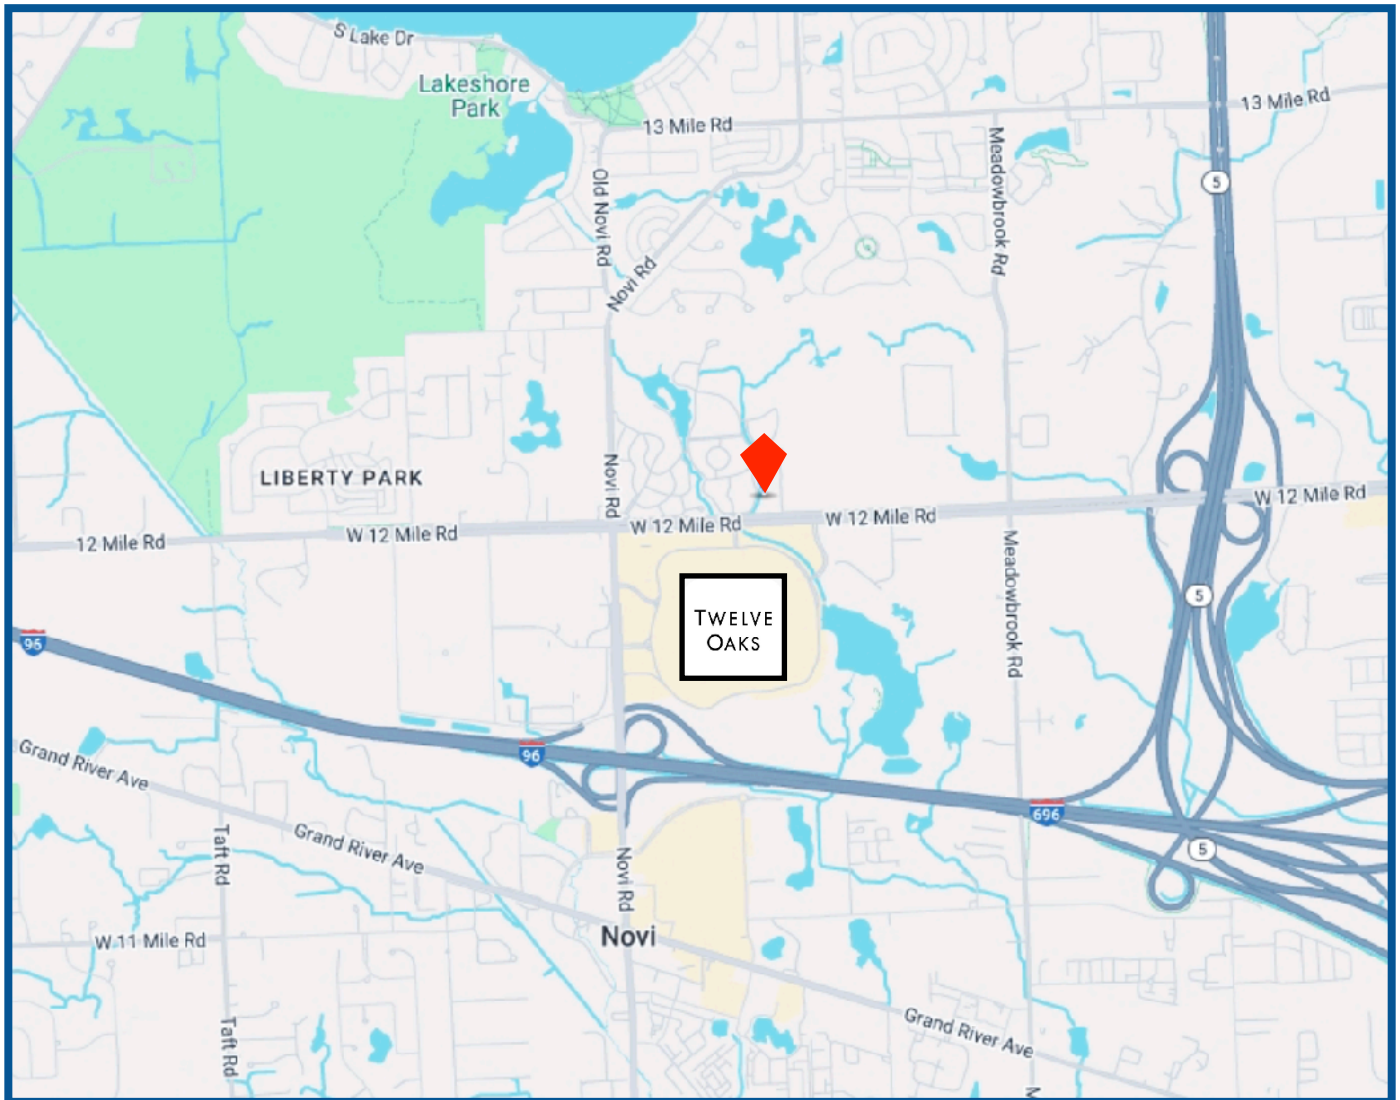 S Lake Dr
Lakeshore
Park
13 Mile Rd
13 Mile Rd
Meadowbrook Rd
5
Old Novi Rd
Novi Rd
LIBERTY PARK
Novi Rd
W 12 Mile Rd
W 12 Mile Rd
W 12 Mile Rd
W 12 Mile Rd
12 Mile Rd
Meadowbrook Rd
5
TWELVE
OAKS
96
96
Grand River Ave
696
5
Grand River Ave
Taft Rd
Novi Rd
Novi
W 11 Mile Rd
Grand River Ave
Taft Rd
M